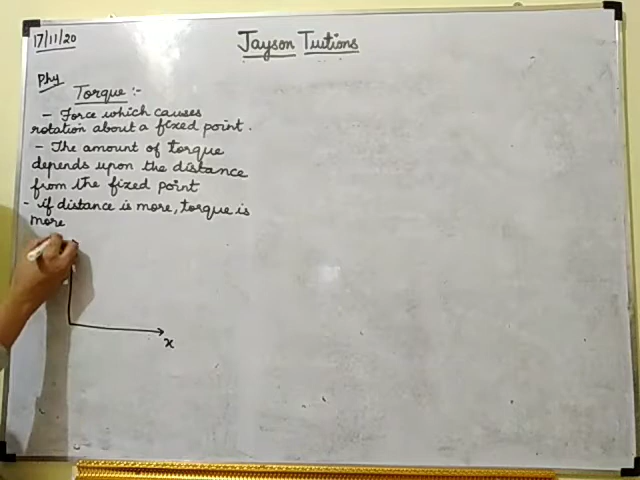 17/11/20
Jayson Tuitions
Phy
Torque :-
- Force which causes
rotation about a fixed point.
- The amount of torque
depends upon the distance
from the fixed point
- if distance is more, torque is
more
x